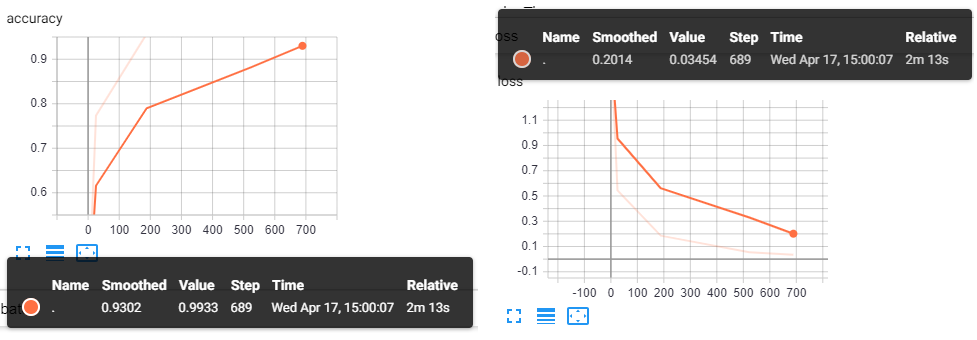 accuracy
0.9
0.8
0.7
0.6
0 100 200 300 400 500 600 700
Name Smoothed Value Step Time Relative
. 0.9302 0.9933 689 Wed Apr 17, 15:00:07 2m 13s
Name Smoothed Value Step Time Relative
. 0.2014 0.03454 689 Wed Apr 17, 15:00:07 2m 13s
loss
1.1
0.9
0.7
0.5
0.3
0.1
-0.1
-100 0 100 200 300 400 500 600 700